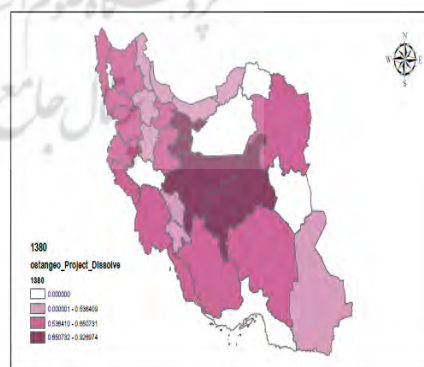 N
W E
S
1380
ostangeo_Project_Dissolve
1380
0.000000
0.000001 - 0.536409
0.536410 - 0.650731
0.650732 - 0.926974